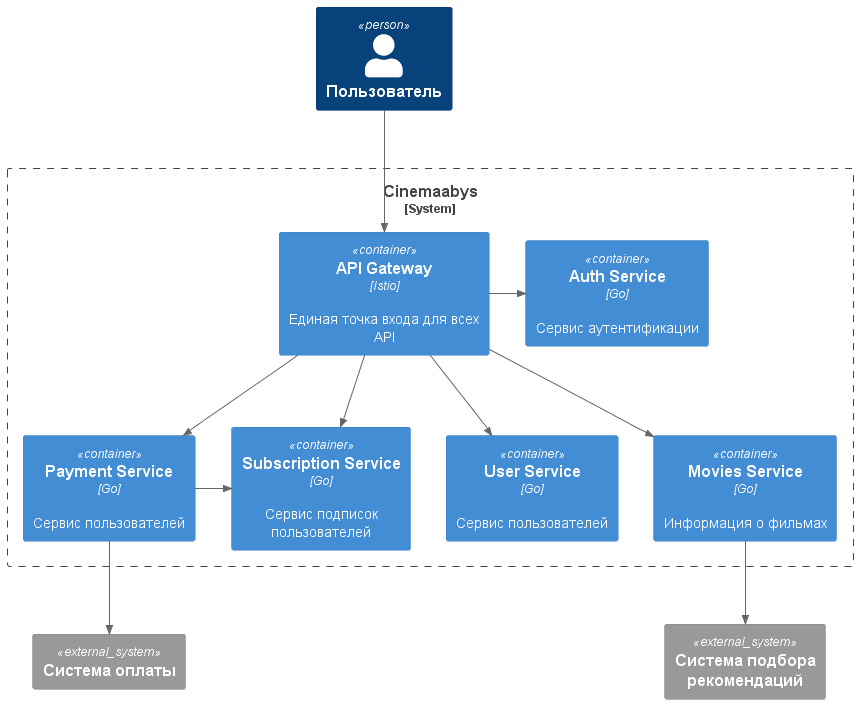 «person»
Пользователь
Cinemaabys
[System]
«container»
API Gateway
[Istio]
Единая точка входа для всех
API
«container»
Auth Service
[Go]
Сервис аутентификации
«container»
Payment Service
[Go]
Сервис пользователей
«container»
Subscription Service
[Go]
Сервис подписок
пользователей
«container»
User Service
[Go]
Сервис пользователей
«container»
Movies Service
[Go]
Информация о фильмах
«external_system»
Система оплаты
«external_system»
Система подбора
рекомендаций